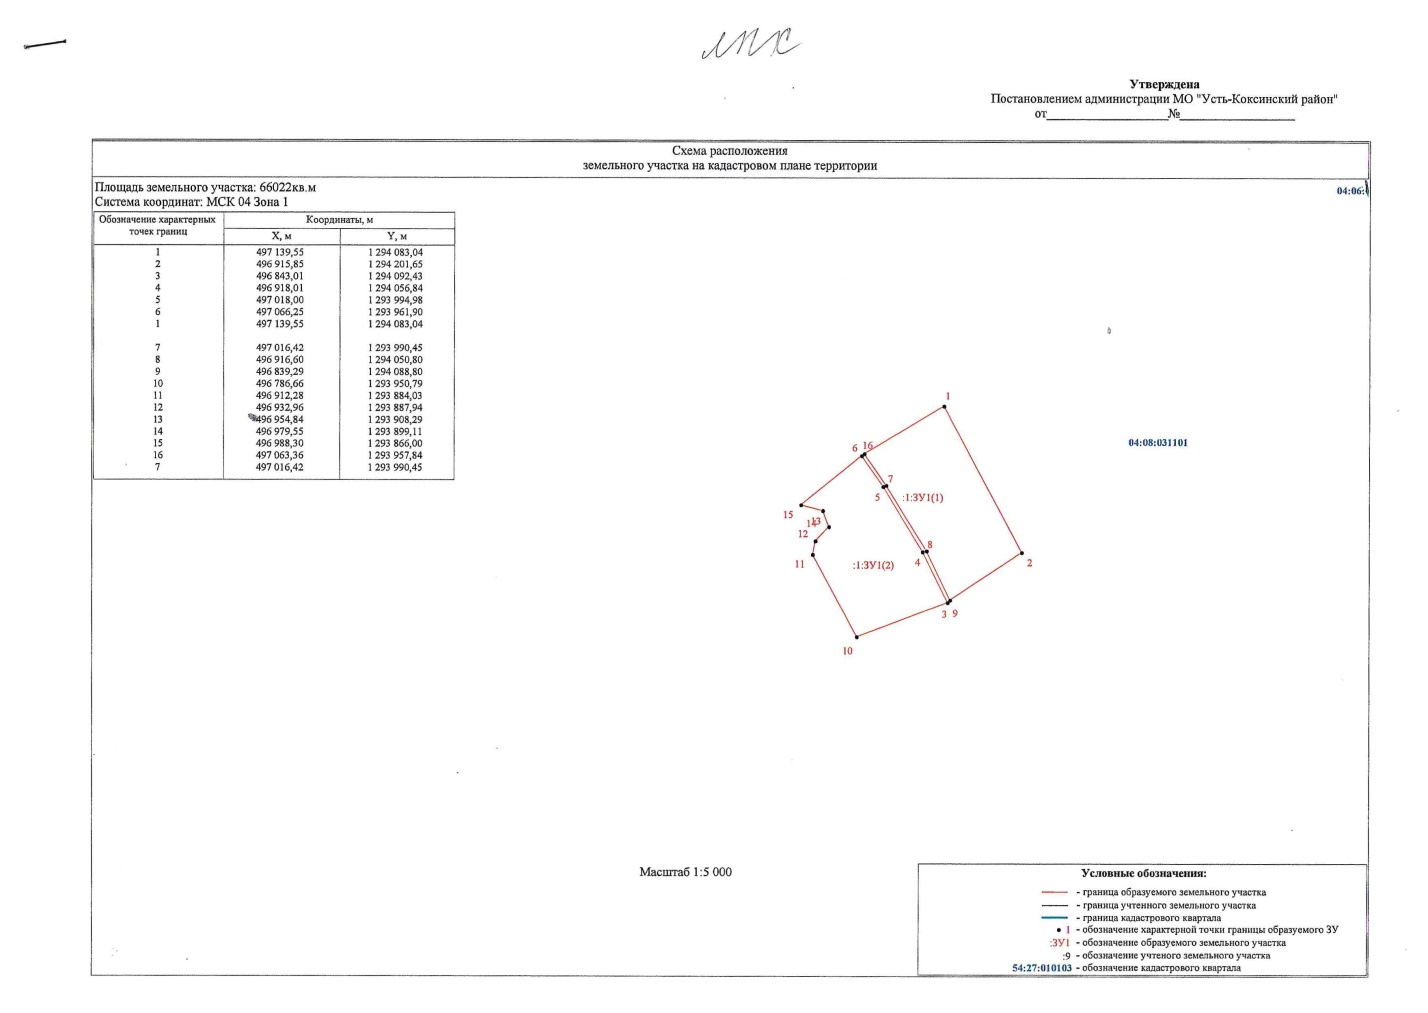 лпх
Утверждена
Постановлением администрации МО "Усть-Коксинский район"
от____________________№___________________
Схема расположения
земельного участка на кадастровом плане территории
Площадь земельного участка: 66022кв.м
Система координат: МСК 04 Зона 1
04:06:
Обозначение характерных точек границ | Координаты, м
X, м | Y, м
1 497 139,55 1 294 083,04
2 496 915,85 1 294 201,65
3 496 843,01 1 294 092,43
4 496 918,01 1 294 056,84
5 497 018,00 1 293 994,98
6 497 066,25 1 293 961,90
1 497 139,55 1 294 083,04
7 497 016,42 1 293 990,45
8 496 916,60 1 294 050,80
9 496 839,29 1 294 088,80
10 496 786,66 1 293 950,79
11 496 912,28 1 293 884,03
12 496 932,96 1 293 887,94
13 496 954,84 1 293 908,29
14 496 979,55 1 293 899,11
15 496 988,30 1 293 866,00
16 497 063,36 1 293 957,84
7 497 016,42 1 293 990,45
1
04:08:031101
6 16
7
5 :1:ЗУ1(1)
15
14 13
12
8
11 :1:ЗУ1(2) 4 2
3 9
10
Масштаб 1:5 000
Условные обозначения:
- граница образуемого земельного участка
- граница учтенного земельного участка
- граница кадастрового квартала
1 - обозначение характерной точки границы образуемого ЗУ
:ЗУ1 - обозначение образуемого земельного участка
:9 - обозначение учтеного земельного участка
54:27:010103 - обозначение кадастрового квартала